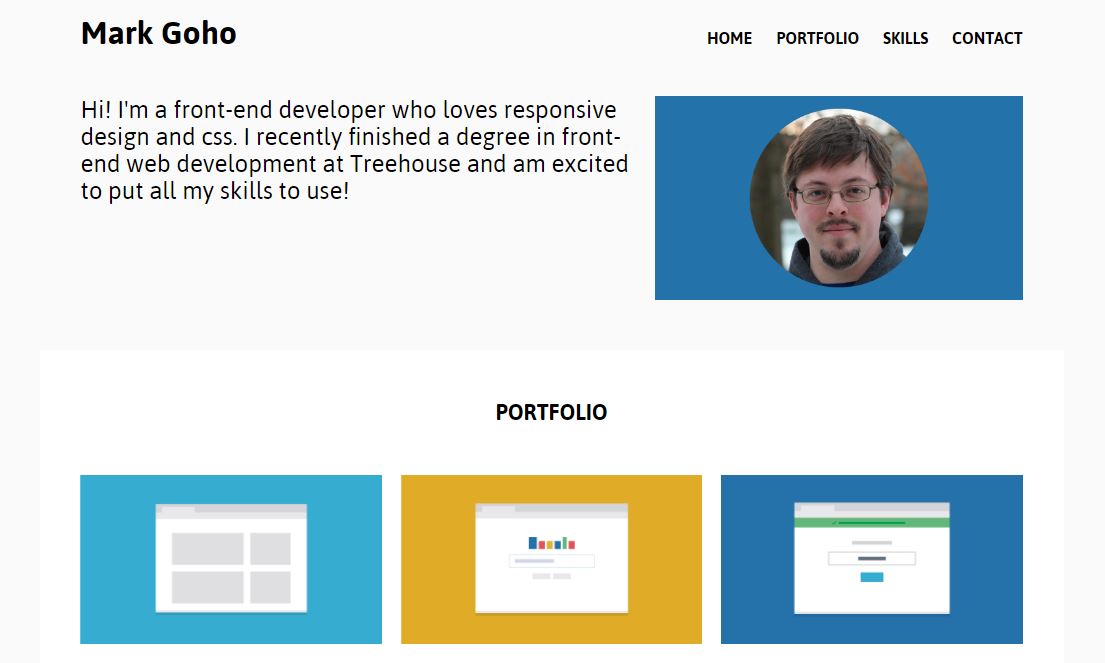 Mark Goho
HOME PORTFOLIO SKILLS CONTACT
Hi! I'm a front-end developer who loves responsive
design and css. I recently finished a degree in front-
end web development at Treehouse and am excited
to put all my skills to use!
PORTFOLIO